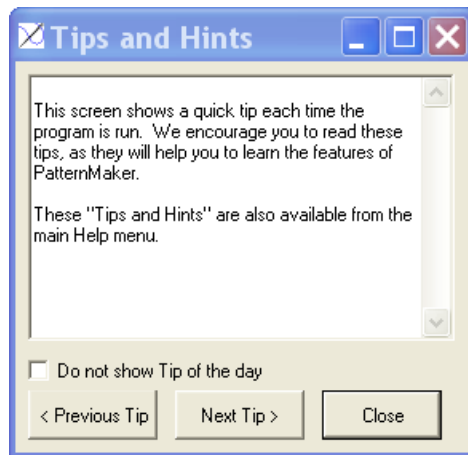 Tips and Hints
This screen shows a quick tip each time the
program is run.  We encourage you to read these
tips, as they will help you to learn the features of
PatternMaker.
These "Tips and Hints" are also available from the
main Help menu.
Do not show Tip of the day
< Previous Tip
Next Tip >
Close